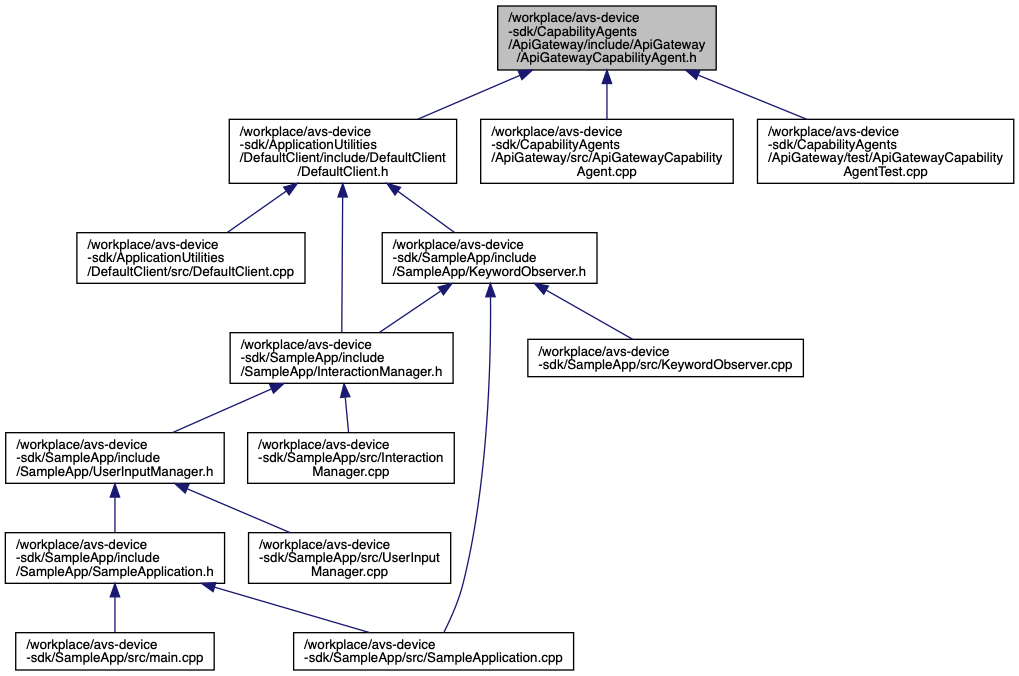 /workplace/avs-device
-sdk/CapabilityAgents
/ApiGateway/include/ApiGateway
/ApiGatewayCapabilityAgent.h
/workplace/avs-device
-sdk/ApplicationUtilities
/DefaultClient/include/DefaultClient
/DefaultClient.h
/workplace/avs-device
-sdk/CapabilityAgents
/ApiGateway/src/ApiGatewayCapability
Agent.cpp
/workplace/avs-device
-sdk/CapabilityAgents
/ApiGateway/test/ApiGatewayCapability
AgentTest.cpp
/workplace/avs-device
-sdk/ApplicationUtilities
/DefaultClient/src/DefaultClient.cpp
/workplace/avs-device
-sdk/SampleApp/include
/SampleApp/KeywordObserver.h
/workplace/avs-device
-sdk/SampleApp/include
/SampleApp/InteractionManager.h
/workplace/avs-device
-sdk/SampleApp/src/KeywordObserver.cpp
/workplace/avs-device
-sdk/SampleApp/include
/SampleApp/UserInputManager.h
/workplace/avs-device
-sdk/SampleApp/src/Interaction
Manager.cpp
/workplace/avs-device
-sdk/SampleApp/include
/SampleApp/SampleApplication.h
/workplace/avs-device
-sdk/SampleApp/src/UserInput
Manager.cpp
/workplace/avs-device
-sdk/SampleApp/src/main.cpp
/workplace/avs-device
-sdk/SampleApp/src/SampleApplication.cpp